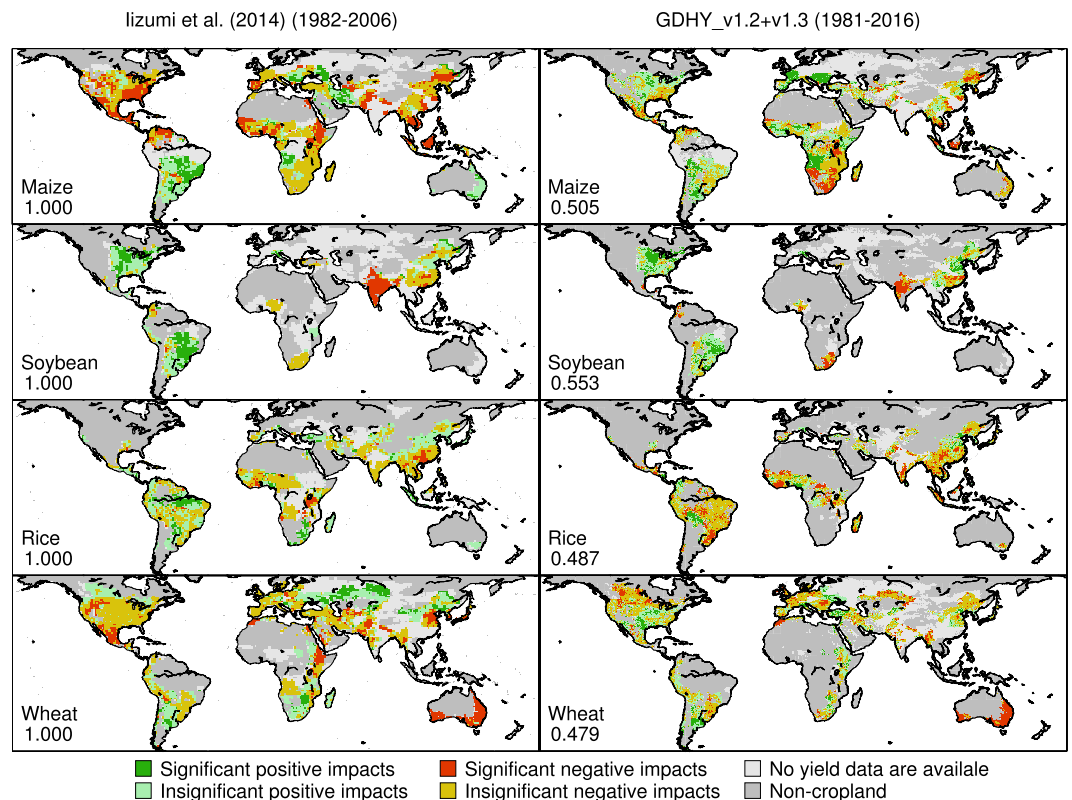 Iizumi et al. (2014) (1982-2006)
GDHY_v1.2+v1.3 (1981-2016)
Maize
1.000
Maize
0.505
Soybean
1.000
Soybean
0.553
Rice
1.000
Rice
0.487
Wheat
1.000
Wheat
0.479
Significant positive impacts
Significant negative impacts
No yield data are availale
Insignificant positive impacts
Insignificant negative impacts
Non-cropland